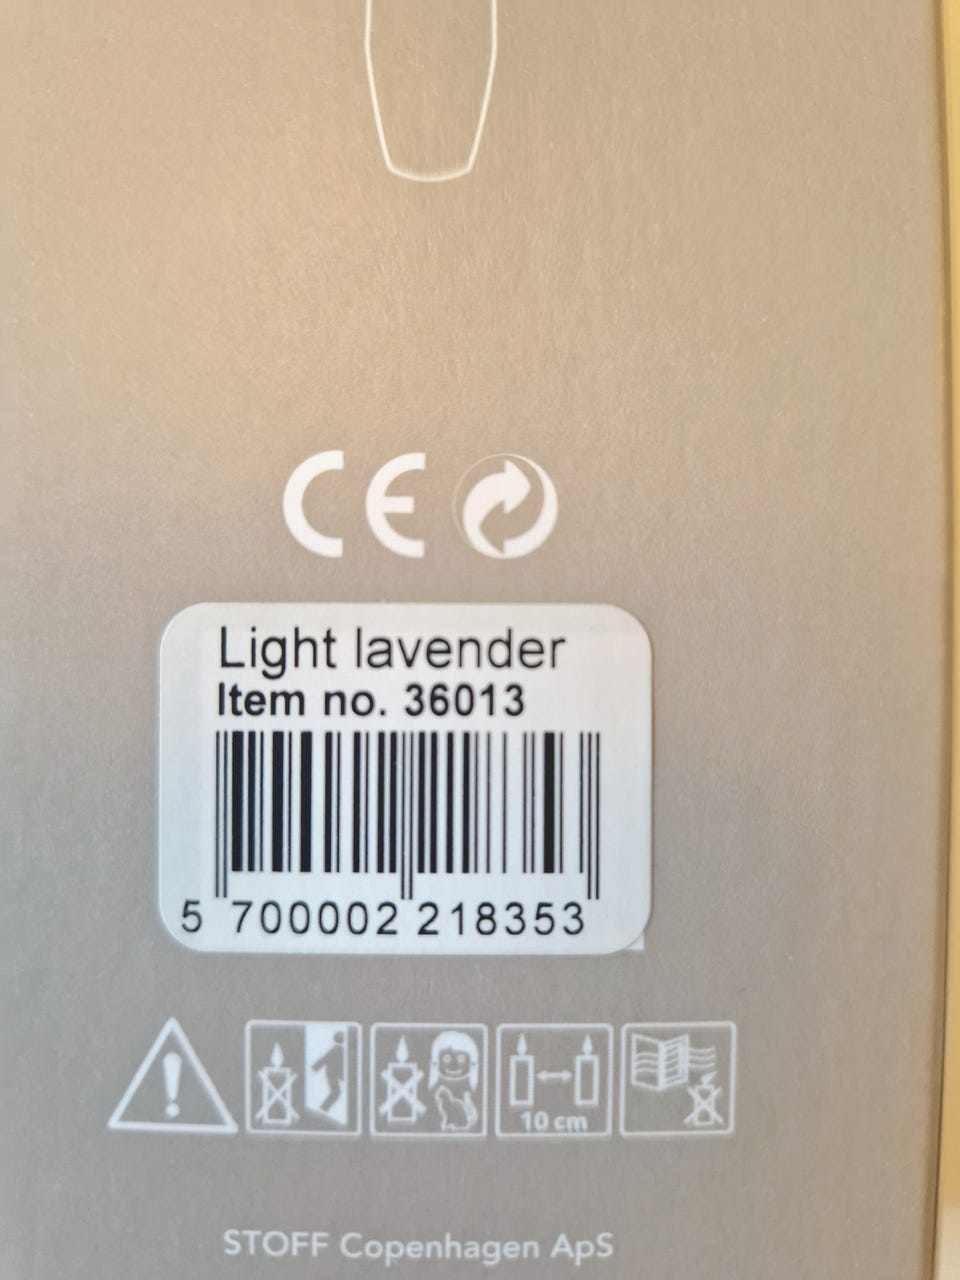 CE
Light lavender
Item no. 36013
5 700002 218353
10 cm
STOFF Copenhagen ApS